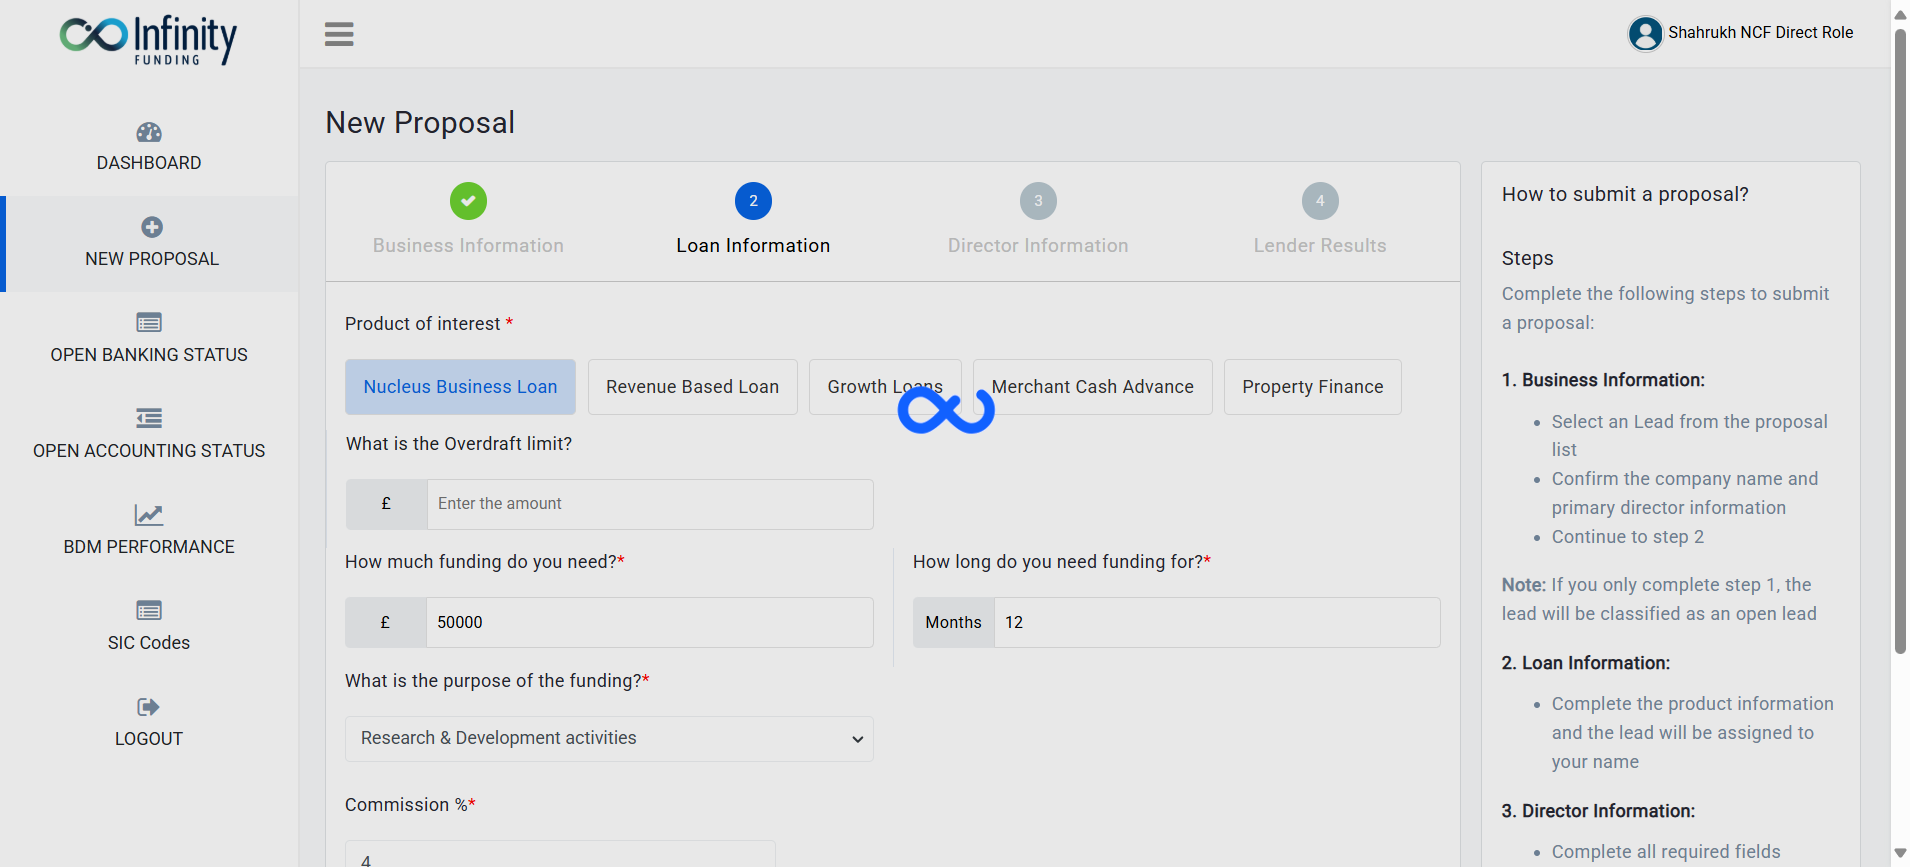 Infinity
FUNDING
Shahrukh NCF Direct Role
DASHBOARD
NEW PROPOSAL
OPEN BANKING STATUS
OPEN ACCOUNTING STATUS
BDM PERFORMANCE
SIC Codes
LOGOUT
New Proposal
2
3
4
Business Information
Loan Information
Director Information
Lender Results
Product of interest *
Nucleus Business Loan
Revenue Based Loan
Growth Loans
Merchant Cash Advance
Property Finance
What is the Overdraft limit?
£
Enter the amount
How much funding do you need?*
How long do you need funding for?*
£
50000
Months
12
What is the purpose of the funding?*
Research & Development activities
Commission %*
4
How to submit a proposal?
Steps
Complete the following steps to submit
a proposal:
1. Business Information:
• Select an Lead from the proposal
list
• Confirm the company name and
primary director information
• Continue to step 2
Note: If you only complete step 1, the
lead will be classified as an open lead
2. Loan Information:
• Complete the product information
and the lead will be assigned to
your name
3. Director Information:
• Complete all required fields